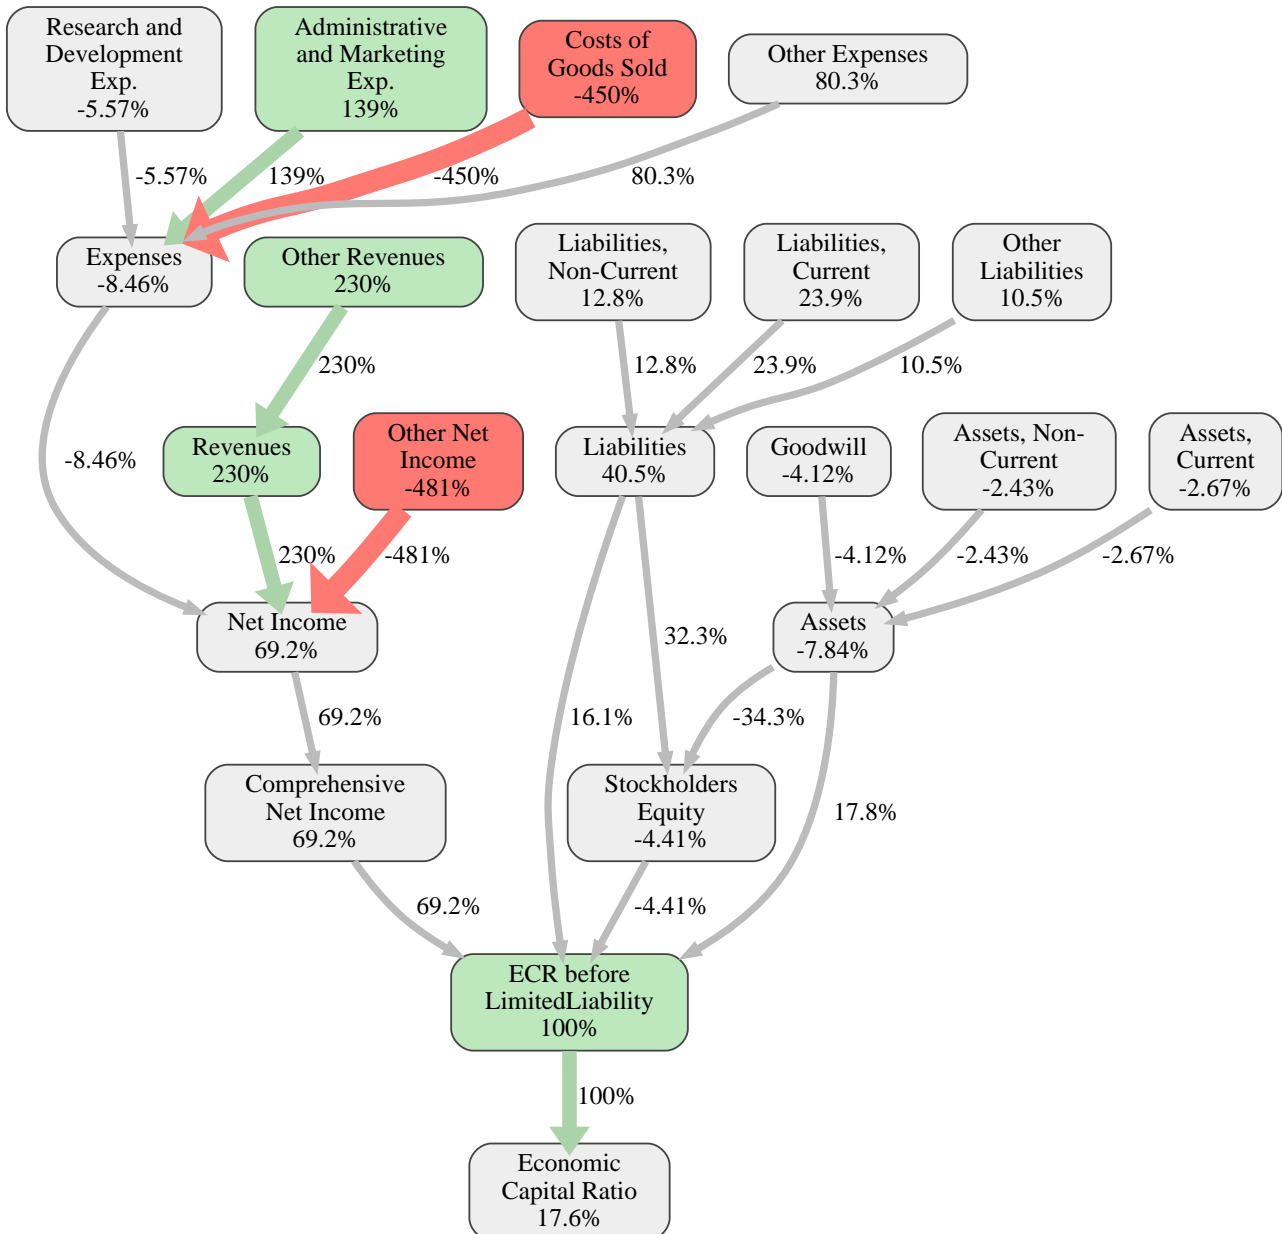 Research and
Development
Exp.
-5.57%
Administrative
and Marketing
Exp.
139%
Costs of
Goods Sold
-450%
Other Expenses
80.3%
-5.57%
139%
-450%
80.3%
Expenses
-8.46%
Other Revenues
230%
Liabilities,
Non-Current
12.8%
Liabilities,
Current
23.9%
Other
Liabilities
10.5%
230%
12.8%
23.9%
10.5%
-8.46%
Revenues
230%
Other Net
Income
-481%
Liabilities
40.5%
Goodwill
-4.12%
Assets, Non-
Current
-2.43%
Assets,
Current
-2.67%
230%
-481%
-4.12%
-2.43%
-2.67%
Net Income
69.2%
32.3%
Assets
-7.84%
69.2%
16.1%
-34.3%
Comprehensive
Net Income
69.2%
Stockholders
Equity
-4.41%
17.8%
69.2%
-4.41%
ECR before
LimitedLiability
100%
100%
Economic
Capital Ratio
17.6%